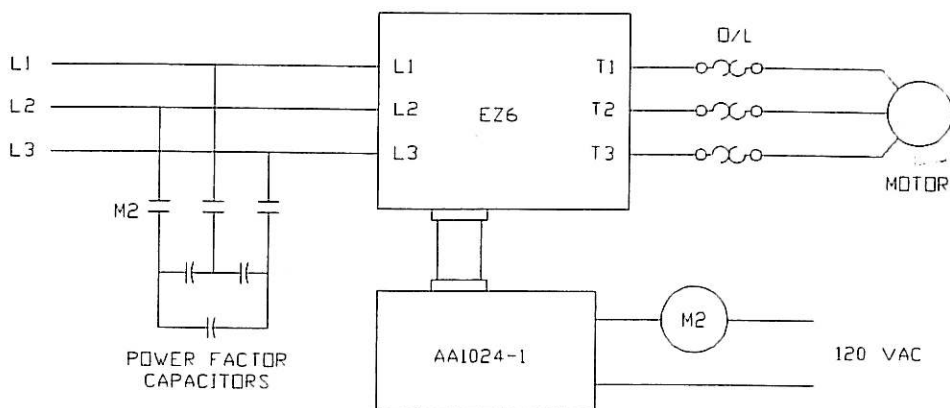 O/L
L1
L1
T1
L2
L2
EZ6
T2
L3
L3
T3
MOTOR
M2
M2
AA1024-1
120 VAC
POWER FACTOR
CAPACITORS